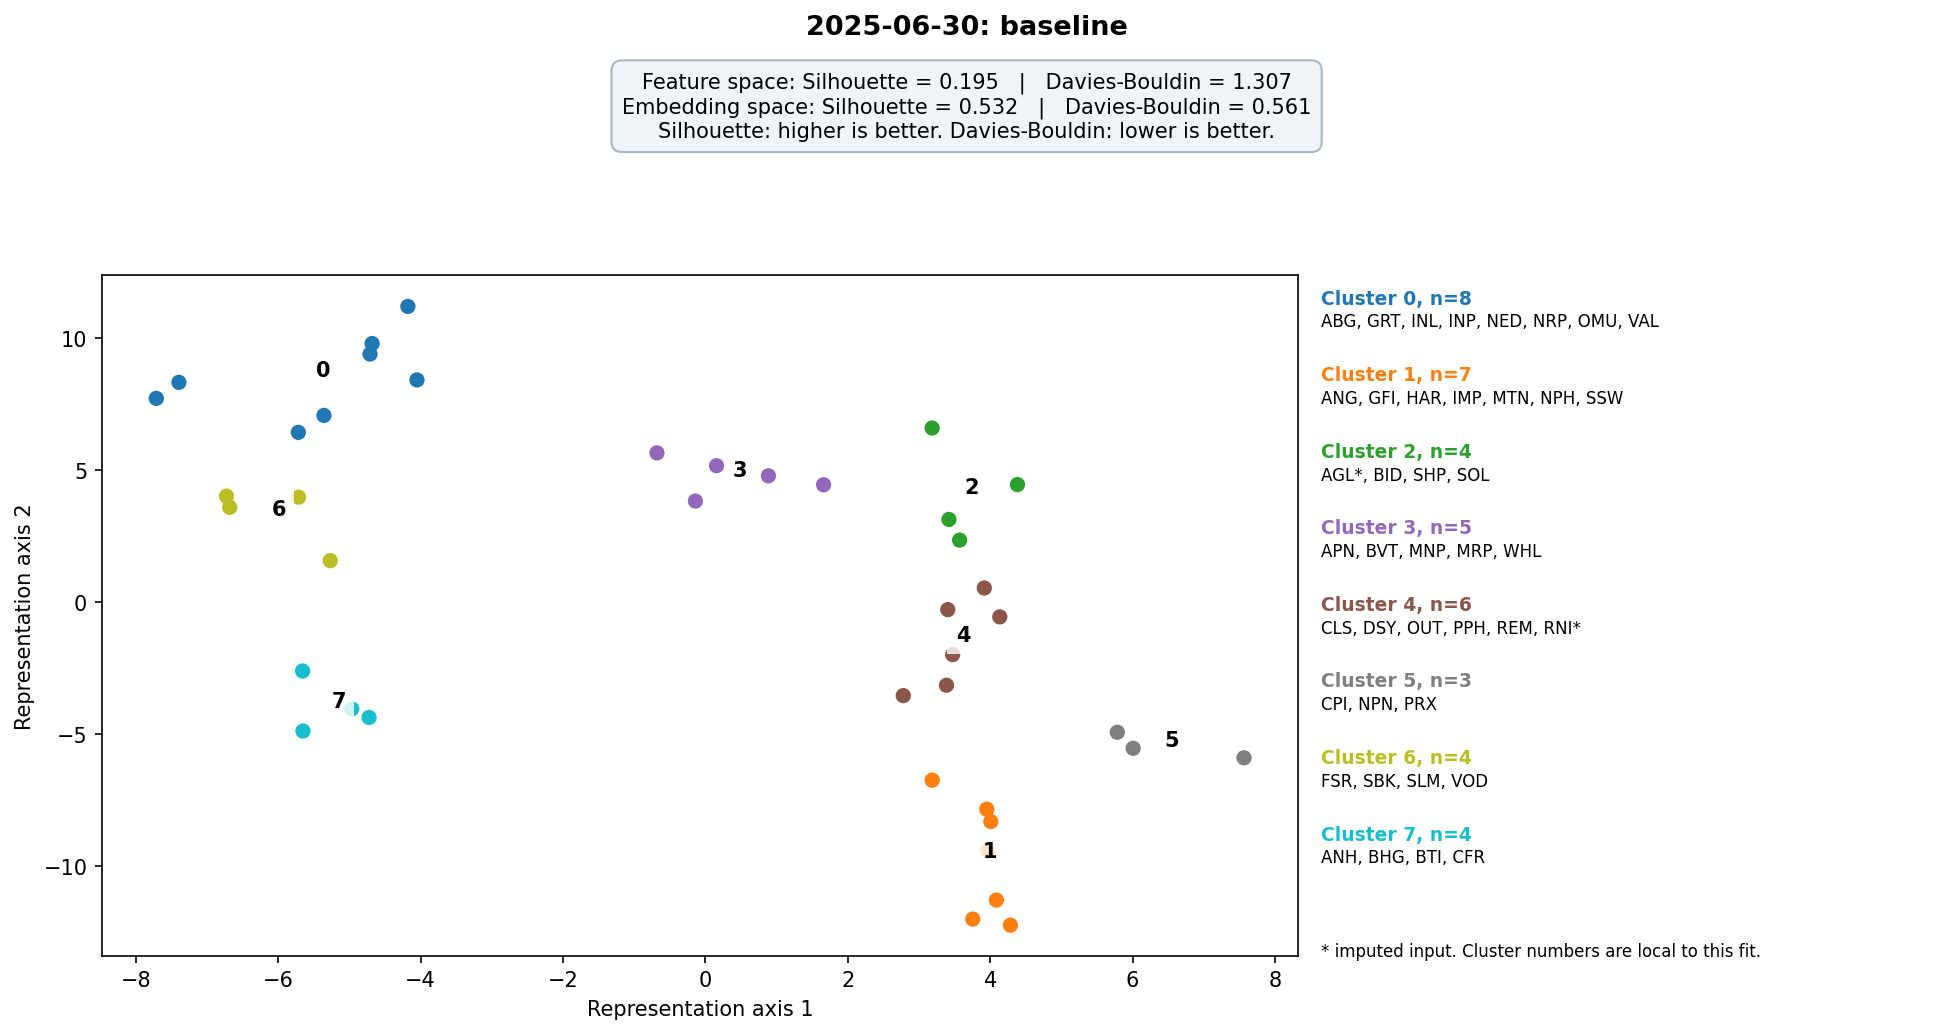 2025-06-30: baseline
Feature space: Silhouette = 0.195 | Davies-Bouldin = 1.307
Embedding space: Silhouette = 0.532 | Davies-Bouldin = 0.561
Silhouette: higher is better. Davies-Bouldin: lower is better.
10
5
0
−5
−10
Representation axis 2
0
3
2
6
4
7
5
1
−8
−6
−4
−2
0
2
4
6
8
Representation axis 1
Cluster 0, n=8
ABG, GRT, INL, INP, NED, NRP, OMU, VAL
Cluster 1, n=7
ANG, GFI, HAR, IMP, MTN, NPH, SSW
Cluster 2, n=4
AGL*, BID, SHP, SOL
Cluster 3, n=5
APN, BVT, MNP, MRP, WHL
Cluster 4, n=6
CLS, DSY, OUT, PPH, REM, RNI*
Cluster 5, n=3
CPI, NPN, PRX
Cluster 6, n=4
FSR, SBK, SLM, VOD
Cluster 7, n=4
ANH, BHG, BTI, CFR
* imputed input. Cluster numbers are local to this fit.